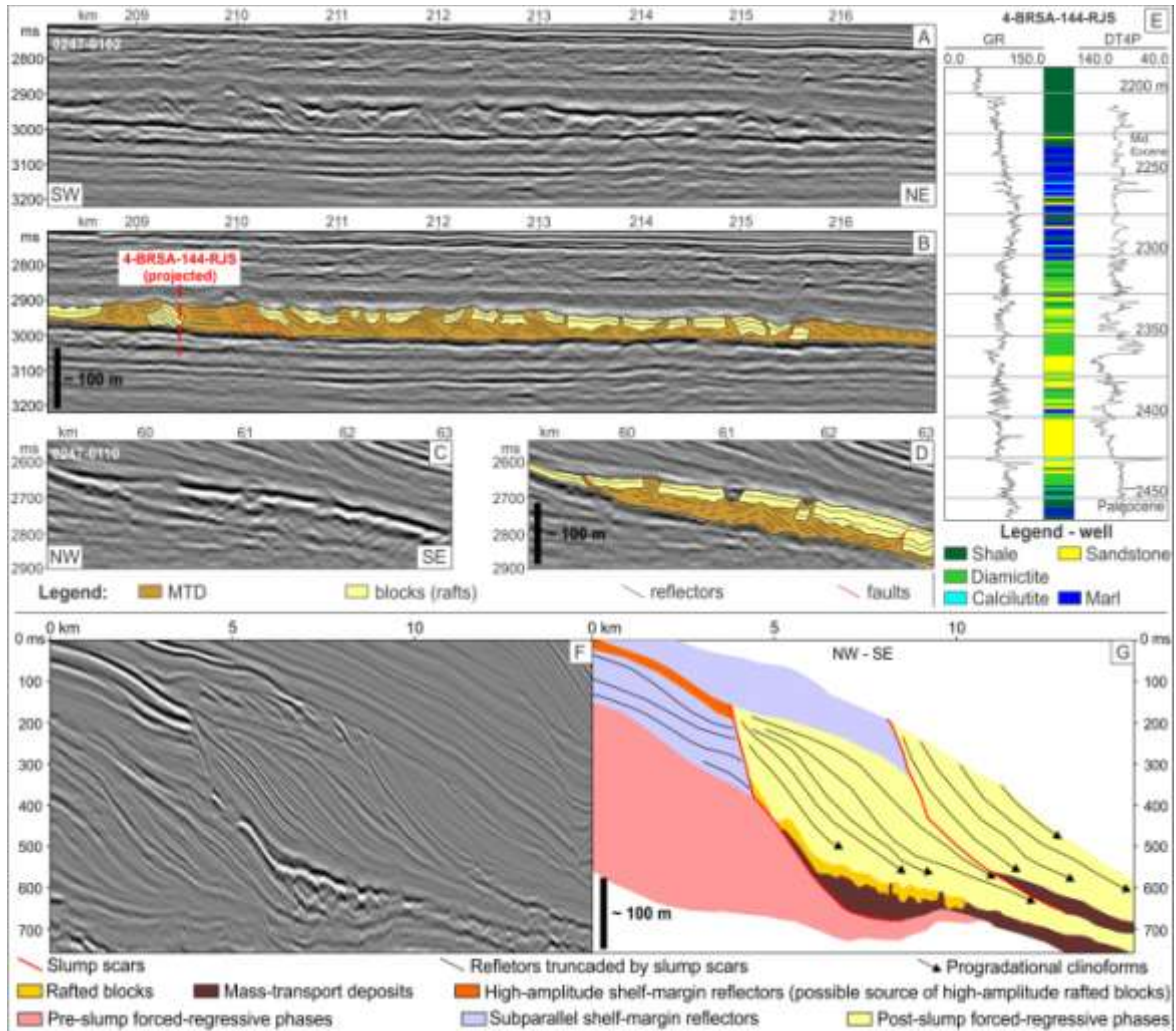 km 209 210 211 212 213 214 215 216
ms
0247-0102
A
2800
2900
3000
3100
3200
SW
NE
km 209 210 211 212 213 214 215 216
ms
B
4-BRSA-144-RJS
(projected)
2800
2900
3000
3100
3200
~ 100 m
km 60 61 62 63
ms
0247-0110
C
2600
2700
2800
2900
NW
SE
km 60 61 62 63
ms
D
2600
2700
2800
2900
~ 100 m
Legend: MTD blocks (rafts) reflectors faults
4-BRSA-144-RJS
E
GR DT4P
0.0 150.0 140.0 40.0
2200 m
Mid.
Eocene
2250
2300
2350
2400
2450
Paleocene
Legend - well
Shale Sandstone
Diamictite
Calcilutite Marl
0 km 5 10
0 ms
F
100
200
300
400
500
600
700
0 km 5 10
0 ms
NW - SE
G
100
200
300
400
500
600
700
~ 100 m
Slump scars Refletors truncaded by slump scars Progradational clinoforms
Rafted blocks Mass-transport deposits High-amplitude shelf-margin reflectors (possible source of high-amplitude rafted blocks)
Pre-slump forced-regressive phases Subparallel shelf-margin reflectors Post-slump forced-regressive phases